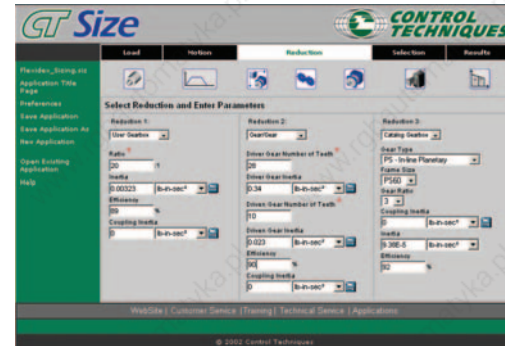 CT Size
CONTROL
TECHNIQUES
Load Motion Reduction Selection Results
Flexidex_Sizing.siz
Application Title
Page
Preferences
Save Application
Save Application As
New Application
Open Existing
Application
Help
Select Reduction and Enter Parameters
Reduction 1:
User Gearbox
Ratio *
20 :1
Inertia
0.00323 lb-in-sec²
Efficiency
89 %
Coupling Inertia
0 lb-in-sec²
Reduction 2:
Gear/Gear
Driver Gear Number of Teeth *
28
Driver Gear Inertia
0.34 lb-in-sec²
Driven Gear Number of Teeth *
10
Driven Gear Inertia
0.023 lb-in-sec²
Efficiency
90 %
Coupling Inertia
0 lb-in-sec²
Reduction 3:
Catalog Gearbox
Gear Type
PS - In-line Planetary
Frame Size
PS60
Gear Ratio
3
Coupling Inertia
0 lb-in-sec²
Inertia
9.38E-5 lb-in-sec²
Efficiency
92 %
WebSite | Customer Service | Training | Technical Service | Applications
© 2002 Control Techniques